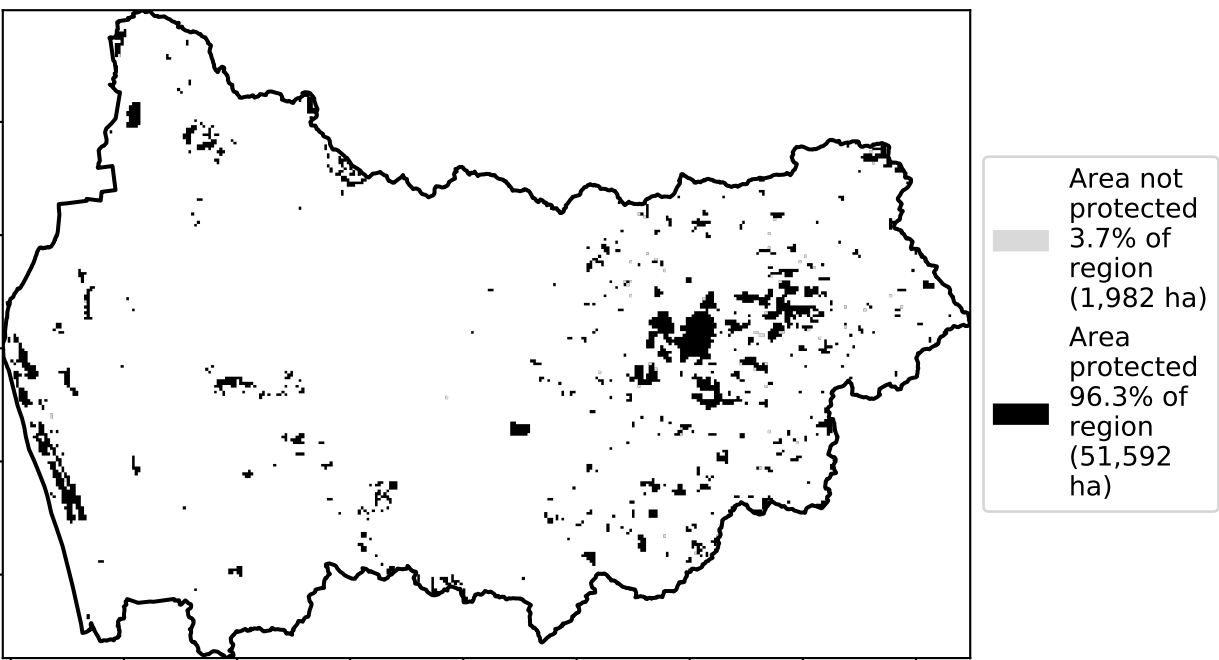 Area not
protected
3.7% of
region
(1,982 ha)
Area
protected
96.3% of
region
(51,592
ha)